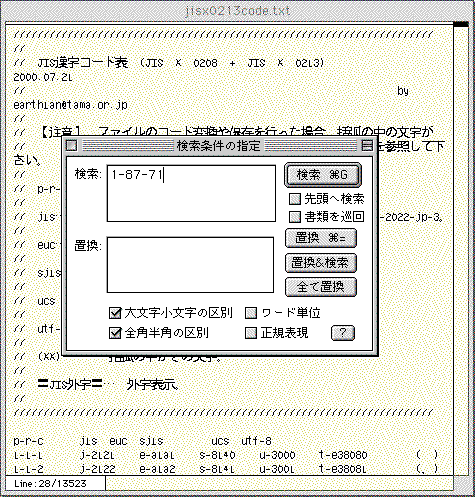 jisx0213code.txt
////////////////////////////////////////////////////////////////////////
//
// JIS漢字コード表 (JIS X 0208 + JIS X 0213)
2000.07.21
// by
earthian@tama.or.jp
//
// 【注意】 ファイルのコード変換や保存を行った場合、括弧の中の文字が
// を参照して下
さい。
//
// p-r-
//
// jis -2022-jp-3。
//
// euc
//
// sjis
//
// ucs
//
// utf-
//
// (XX) 括弧の中がその文字。
//
// 〓JIS外字〓… 外字表示。
//
////////////////////////////////////////////////////////////////////////
検索条件の指定
検索: 1-87-71
検索 ⌘G
先頭へ検索
書類を巡回
置換:
置換 ⌘=
置換&検索
全て置換
大文字小文字の区別 ワード単位
全角半角の区別 正規表現 ?
p-r-c jis euc sjis ucs utf-8
1-1-1 j-2121 e-a1a1 s-8140 u-3000 t-e38080 ( )
1-1-2 j-2122 e-a1a2 s-8141 u-3001 t-e38081 (、)
Line: 28/13523